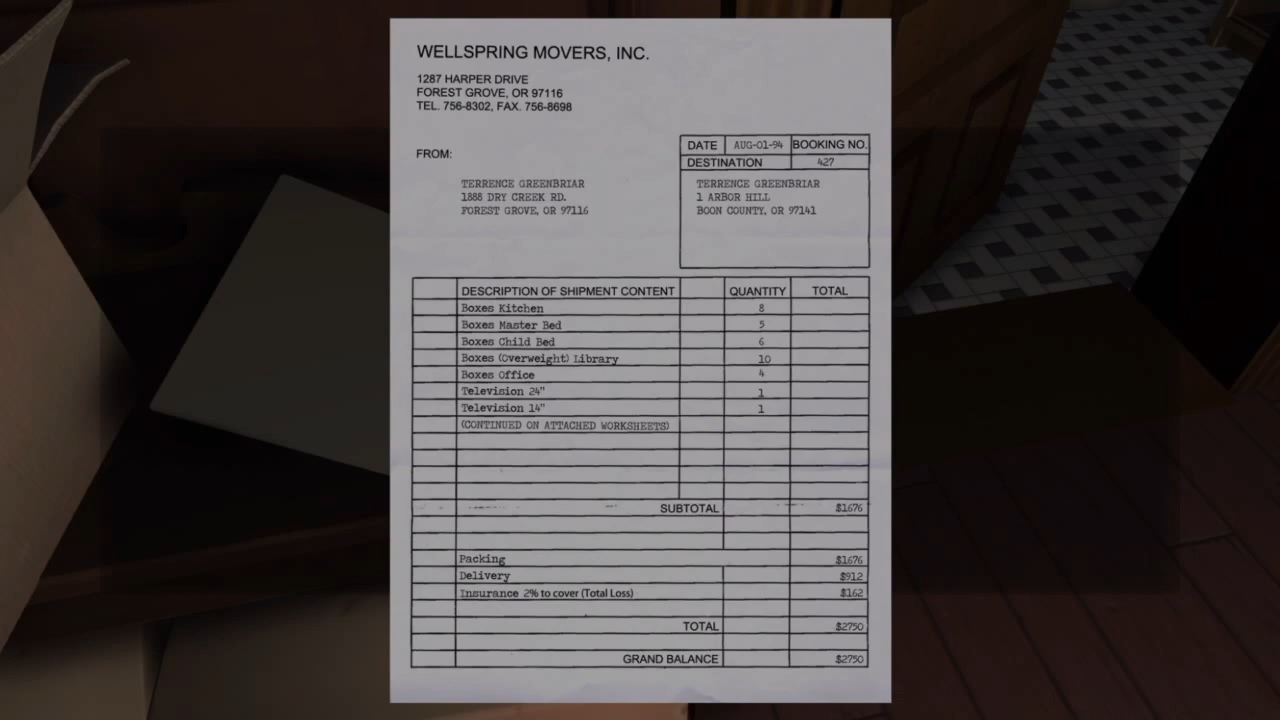 WELLSPRING MOVERS, INC.
1287 HARPER DRIVE
FOREST GROVE, OR 97116
TEL. 756-8302, FAX. 756-8698
DATE AUG-01-94 BOOKING NO.
DESTINATION 427
FROM:
TERRENCE GREENBRIAR
1888 DRY CREEK RD.
FOREST GROVE, OR 97116
TERRENCE GREENBRIAR
1 ARBOR HILL
BOON COUNTY, OR 97141
DESCRIPTION OF SHIPMENT CONTENT QUANTITY TOTAL
Boxes Kitchen 8
Boxes Master Bed 5
Boxes Child Bed 6
Boxes (Overweight) Library 10
Boxes Office 4
Television 24" 1
Television 14" 1
(CONTINUED ON ATTACHED WORKSHEETS)
SUBTOTAL $1676
Packing $1676
Delivery $912
Insurance 2% to cover (Total Loss) $162
TOTAL $2750
GRAND BALANCE $2750